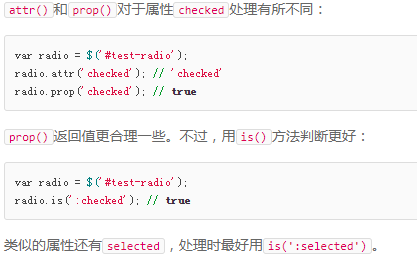 attr()和prop()对于属性checked处理有所不同：
var radio = $('#test-radio');
radio.attr('checked'); // 'checked'
radio.prop('checked'); // true
prop()返回值更合理一些。不过，用is()方法判断更好：
var radio = $('#test-radio');
radio.is(':checked'); // true
类似的属性还有selected，处理时最好用is(':selected')。